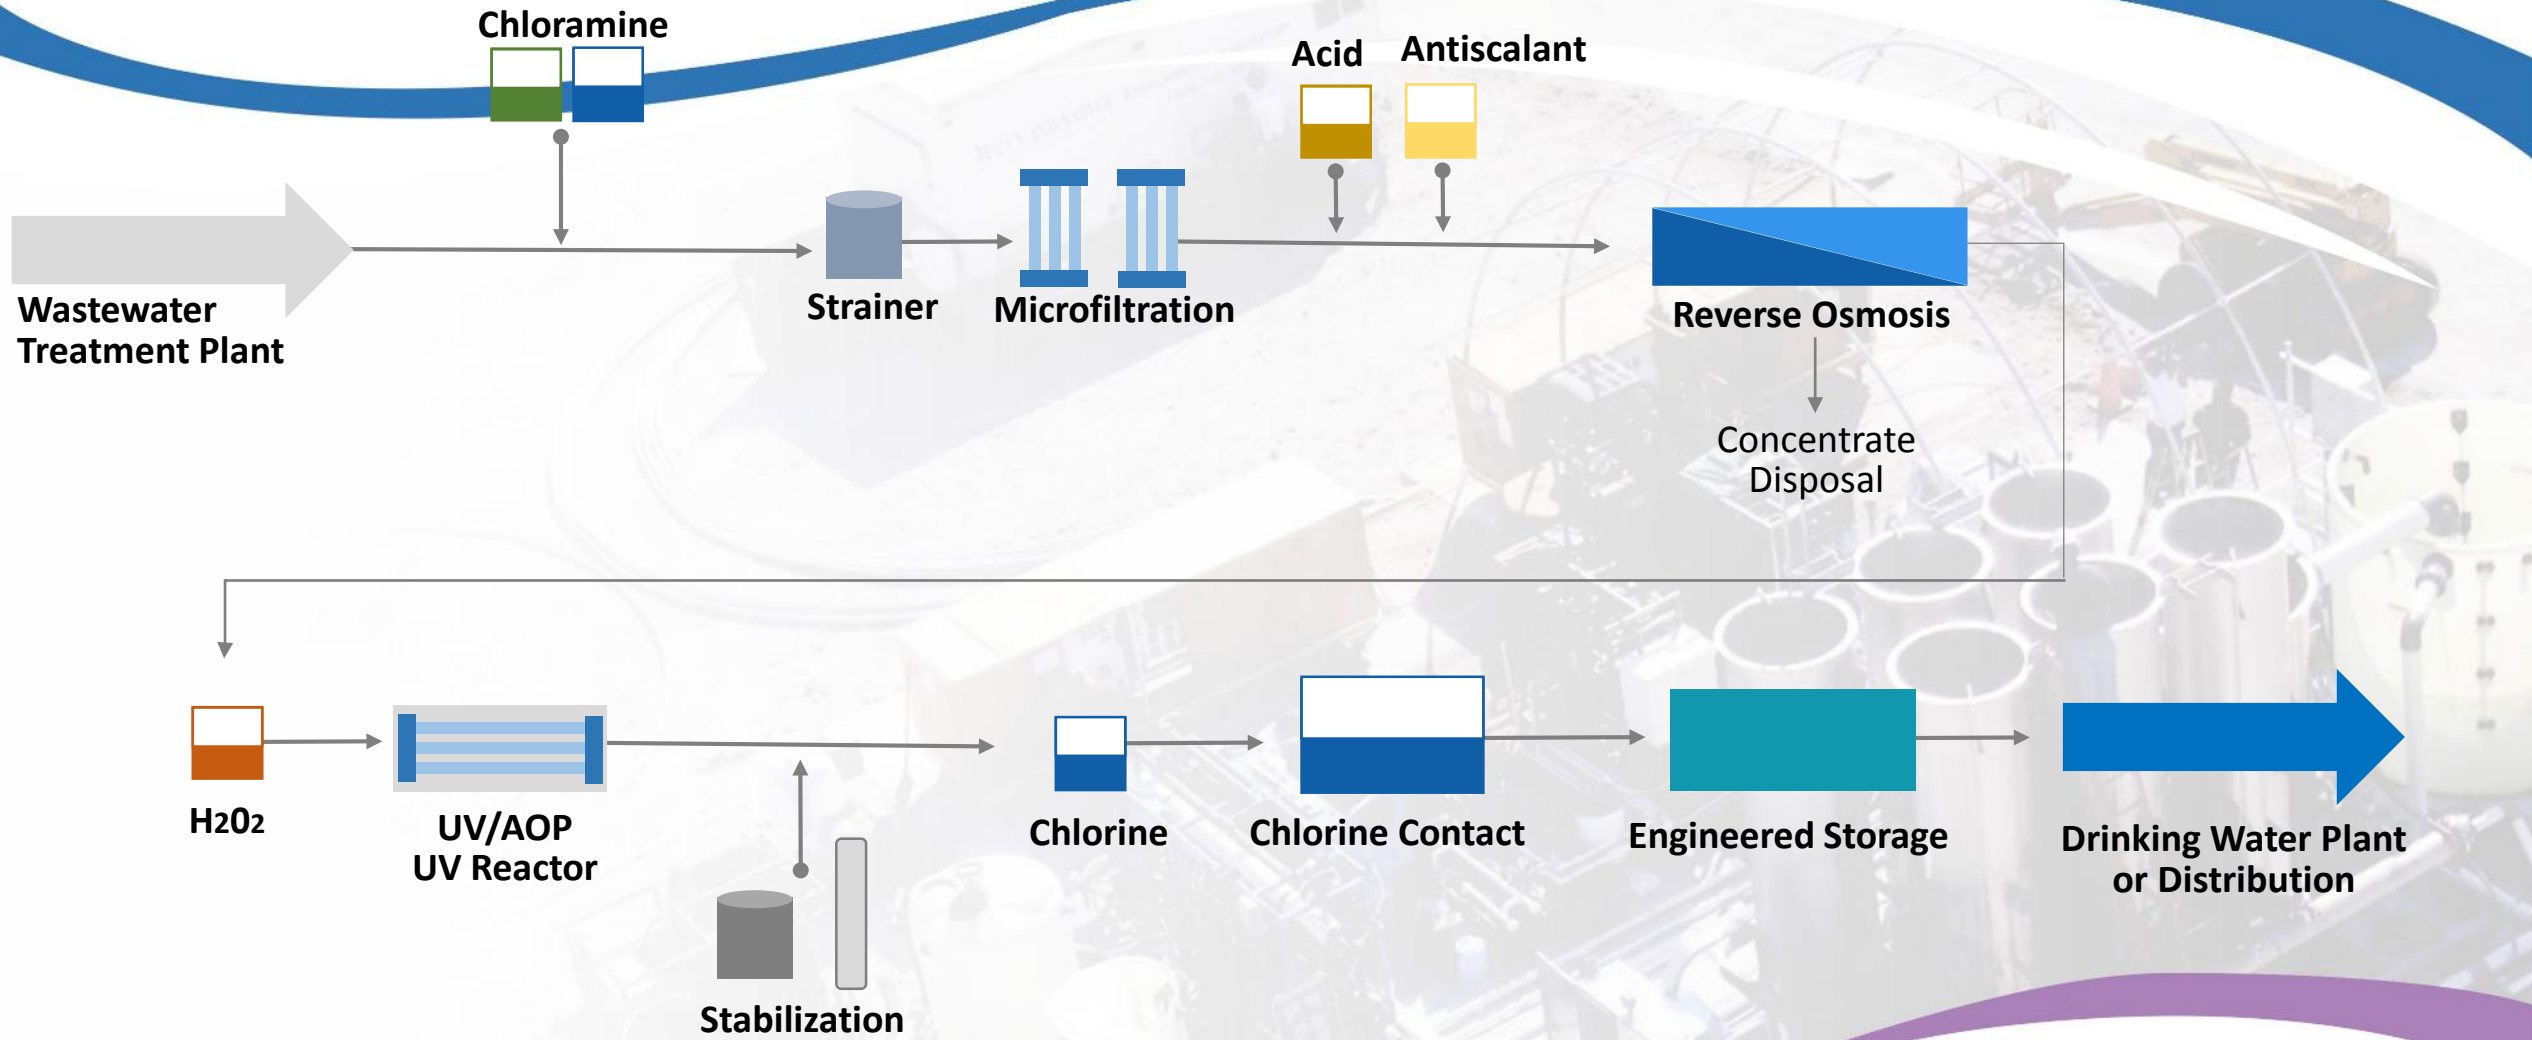 Chloramine
Acid
Antiscalant
Wastewater
Treatment Plant
Strainer
Microfiltration
Reverse Osmosis
Concentrate
Disposal
H202
UV/AOP
UV Reactor
Stabilization
Chlorine
Chlorine Contact
Engineered Storage
Drinking Water Plant
or Distribution